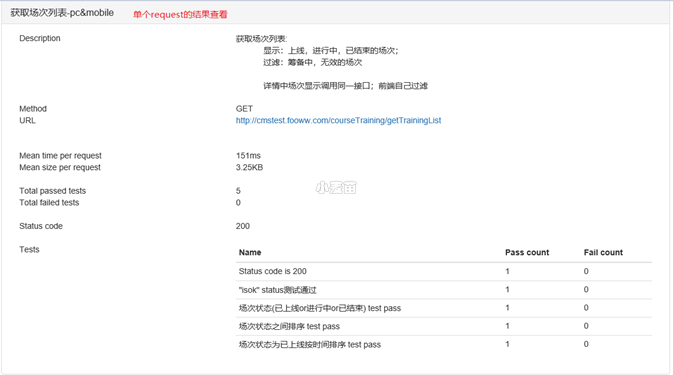 获取场次列表-pc&mobile 单个request的结果查看
Description 获取场次列表:
显示：上线，进行中，已结束的场次；
过滤：筹备中，无效的场次
详情中场次显示调用同一接口；前端自己过滤
Method GET
URL http://cmstest.fooww.com/courseTraining/getTrainingList
Mean time per request 151ms
Mean size per request 3.25KB
Total passed tests 5
Total failed tests 0
小麦苗
Status code 200
Tests Name Pass count Fail count
Status code is 200 1 0
"isok" status测试通过 1 0
场次状态(已上线or进行中or已结束) test pass 1 0
场次状态之间排序 test pass 1 0
场次状态为已上线按时间排序 test pass 1 0